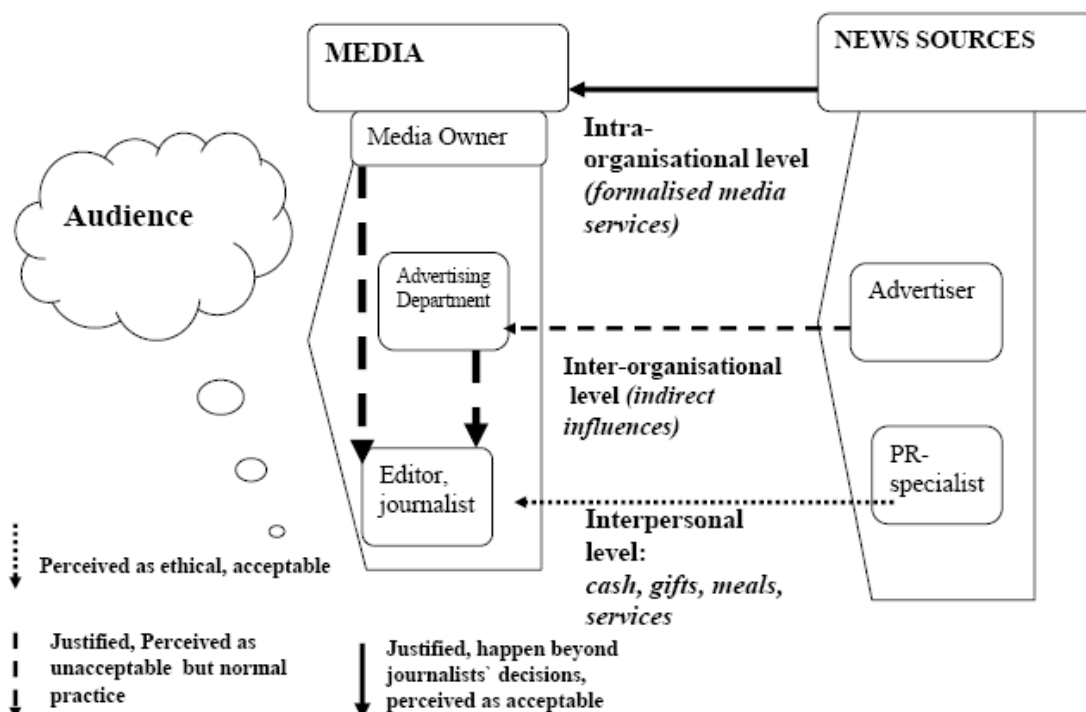 MEDIA
NEWS SOURCES
Media Owner
Intra-
organisational level
(formalised media
services)
Audience
Advertising
Department
Advertiser
Inter-organisational
level (indirect
influences)
Editor,
journalist
PR-
specialist
Interpersonal
level:
cash, gifts, meals,
services
Perceived as ethical, acceptable
Justified, Perceived as
unacceptable but normal
practice
Justified, happen beyond
journalists` decisions,
perceived as acceptable